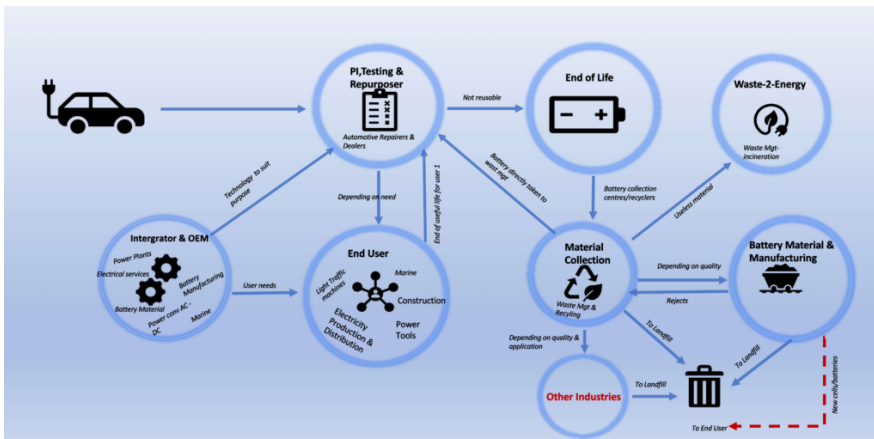 PI,Testing &
Repurposer
Automotive Repairers &
Dealers
Not reusable
End of Life
Waste-2-Energy
Waste Mgt-
incineration
Technology to suit
purpose
Depending on need
End of useful life for user 1
Battery directly taken to
wast mgt
Battery collection
centres/recyclers
Useless material
Intergrator & OEM
Power Plants
Electrical services
Battery
Manufacturing
Battery Material
Power conv AC -
DC
Marine
User needs
End User
Light Traffic
machines
Marine
Construction
Electricity
Production &
Distribution
Power
Tools
Material
Collection
Waste Mgt &
Recyling
Depending on quality
Rejects
Battery Material &
Manufacturing
Depending on quality &
application
To Landfill
To Landfill
New cells/batteries
Other Industries
To Landfill
To End User